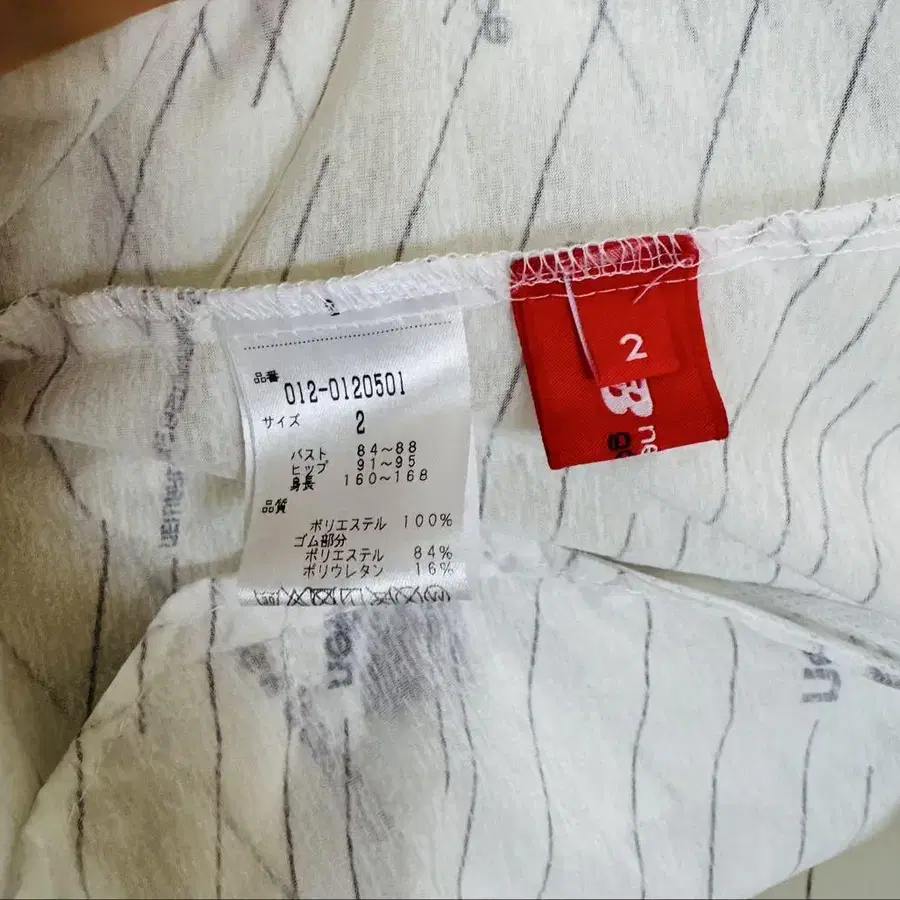 品番
012-0120501
サイズ
2
バスト 84～88
ヒップ 91～95
身長 160～168
品質
ポリエステル 100%
ゴム部分
ポリエステル 84%
ポリウレタン 16%
2
B
ne